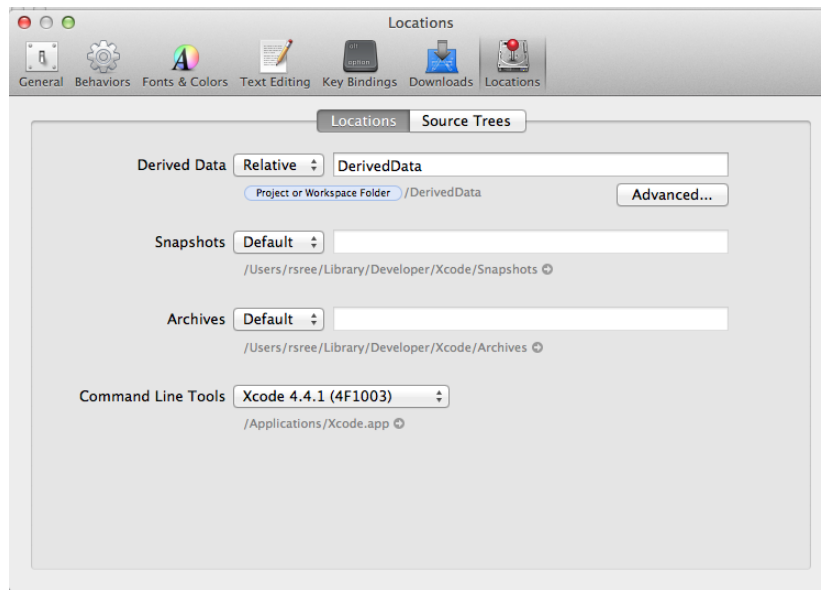 Locations
off
option
General Behaviors Fonts & Colors Text Editing Key Bindings Downloads Locations
Locations Source Trees
Derived Data Relative DerivedData
Project or Workspace Folder /DerivedData Advanced...
Snapshots Default
/Users/rsree/Library/Developer/Xcode/Snapshots
Archives Default
/Users/rsree/Library/Developer/Xcode/Archives
Command Line Tools Xcode 4.4.1 (4F1003)
/Applications/Xcode.app